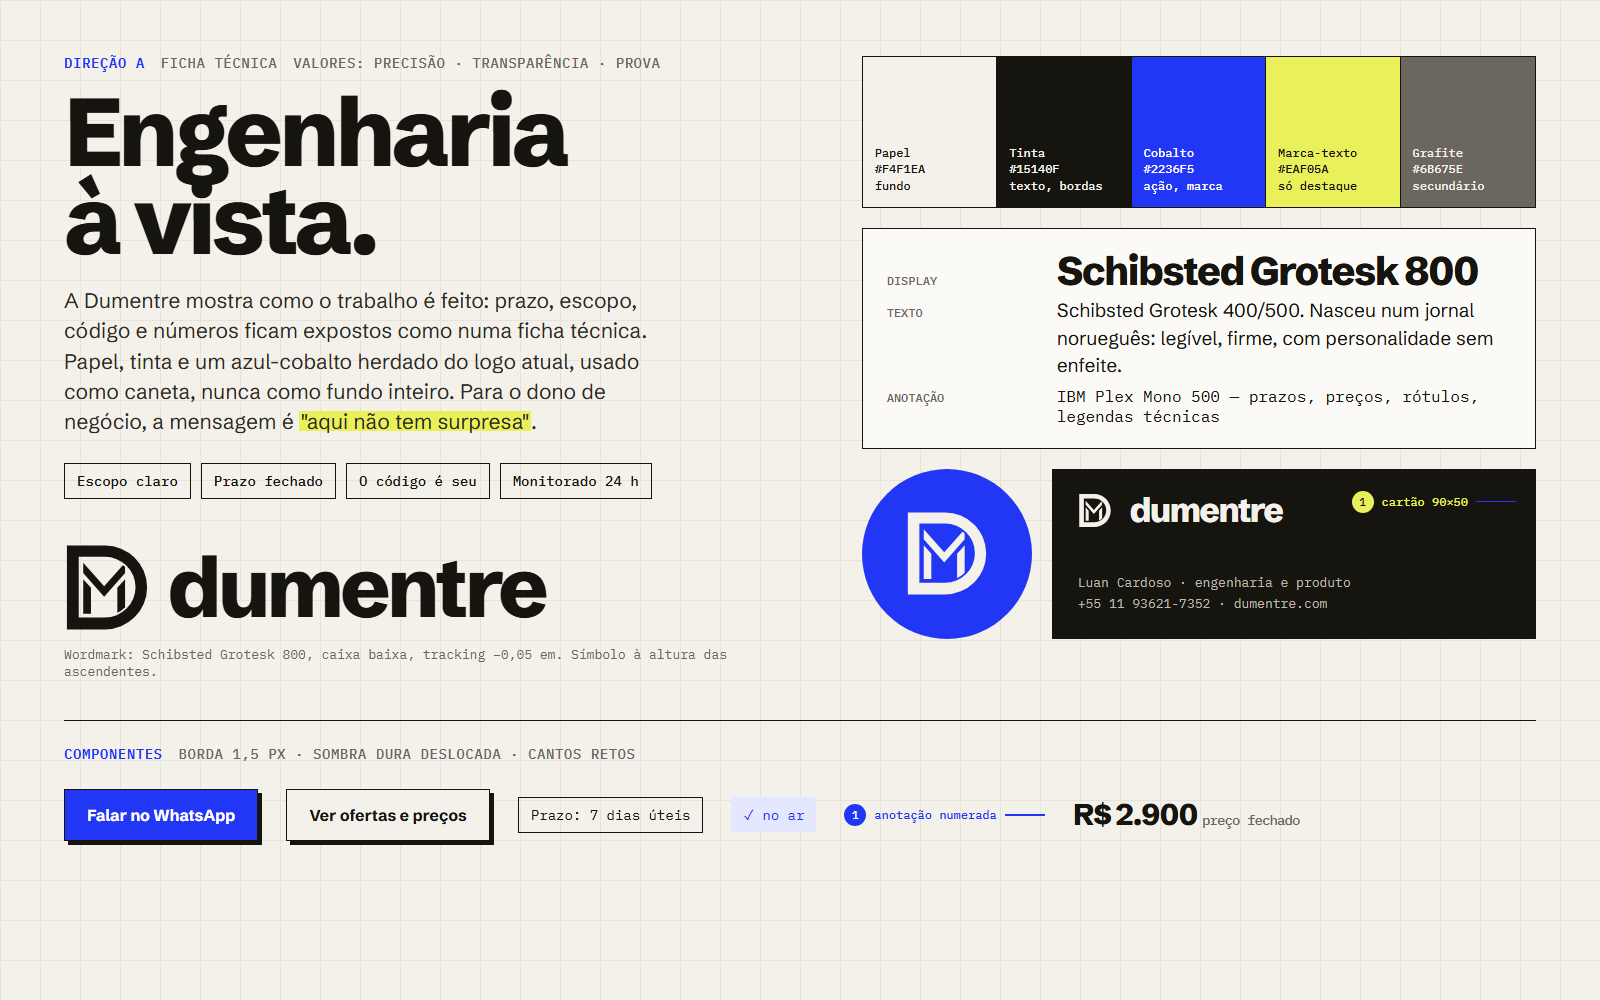 DIREÇÃO A FICHA TÉCNICA VALORES: PRECISÃO · TRANSPARÊNCIA · PROVA
Engenharia
à vista.
A Dumentre mostra como o trabalho é feito: prazo, escopo,
código e números ficam expostos como numa ficha técnica.
Papel, tinta e um azul-cobalto herdado do logo atual, usado
como caneta, nunca como fundo inteiro. Para o dono de
negócio, a mensagem é "aqui não tem surpresa".
Escopo claro
Prazo fechado
O código é seu
Monitorado 24 h
DM dumentre
Wordmark: Schibsted Grotesk 800, caixa baixa, tracking −0,05 em. Símbolo à altura das
ascendentes.
Papel
#F4F1EA
fundo
Tinta
#15140F
texto, bordas
Cobalto
#2236F5
ação, marca
Marca-texto
#EAF05A
só destaque
Grafite
#6B675E
secundário
DISPLAY
Schibsted Grotesk 800
TEXTO
Schibsted Grotesk 400/500. Nasceu num jornal
norueguês: legível, firme, com personalidade sem
enfeite.
ANOTAÇÃO
IBM Plex Mono 500 — prazos, preços, rótulos,
legendas técnicas
DM
DM dumentre
1 cartão 90×50
Luan Cardoso · engenharia e produto
+55 11 93621-7352 · dumentre.com
COMPONENTES BORDA 1,5 PX · SOMBRA DURA DESLOCADA · CANTOS RETOS
Falar no WhatsApp
Ver ofertas e preços
Prazo: 7 dias úteis
✓ no ar
1 anotação numerada
R$ 2.900 preço fechado